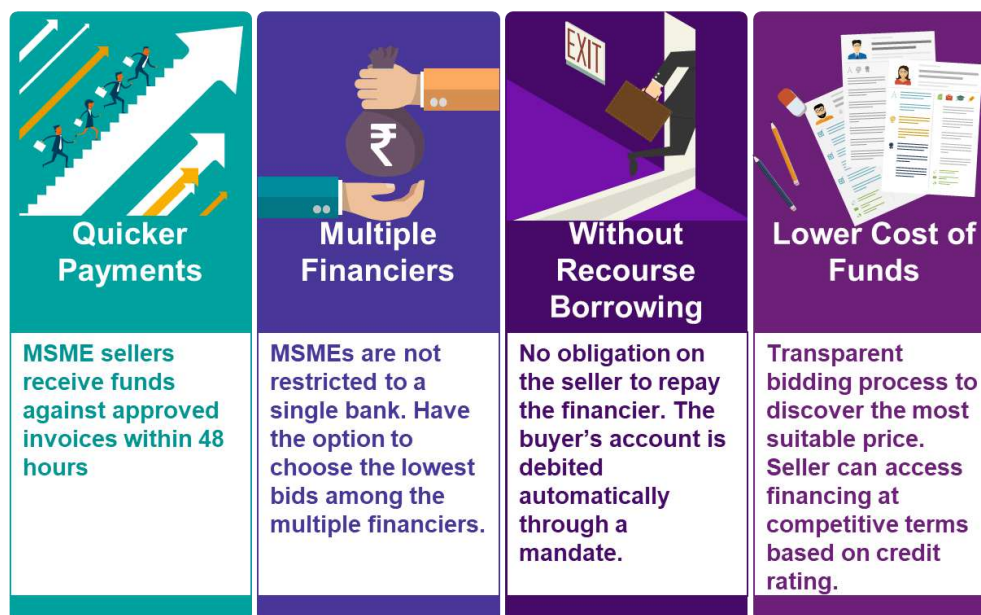 EXIT
₹
Quicker
Payments
MSME sellers
receive funds
against approved
invoices within 48
hours
Multiple
Financiers
MSMEs are not
restricted to a
single bank. Have
the option to
choose the lowest
bids among the
multiple financiers.
Without
Recourse
Borrowing
No obligation on
the seller to repay
the financier. The
buyer’s account is
debited
automatically
through a
mandate.
Lower Cost of
Funds
Transparent
bidding process to
discover the most
suitable price.
Seller can access
financing at
competitive terms
based on credit
rating.